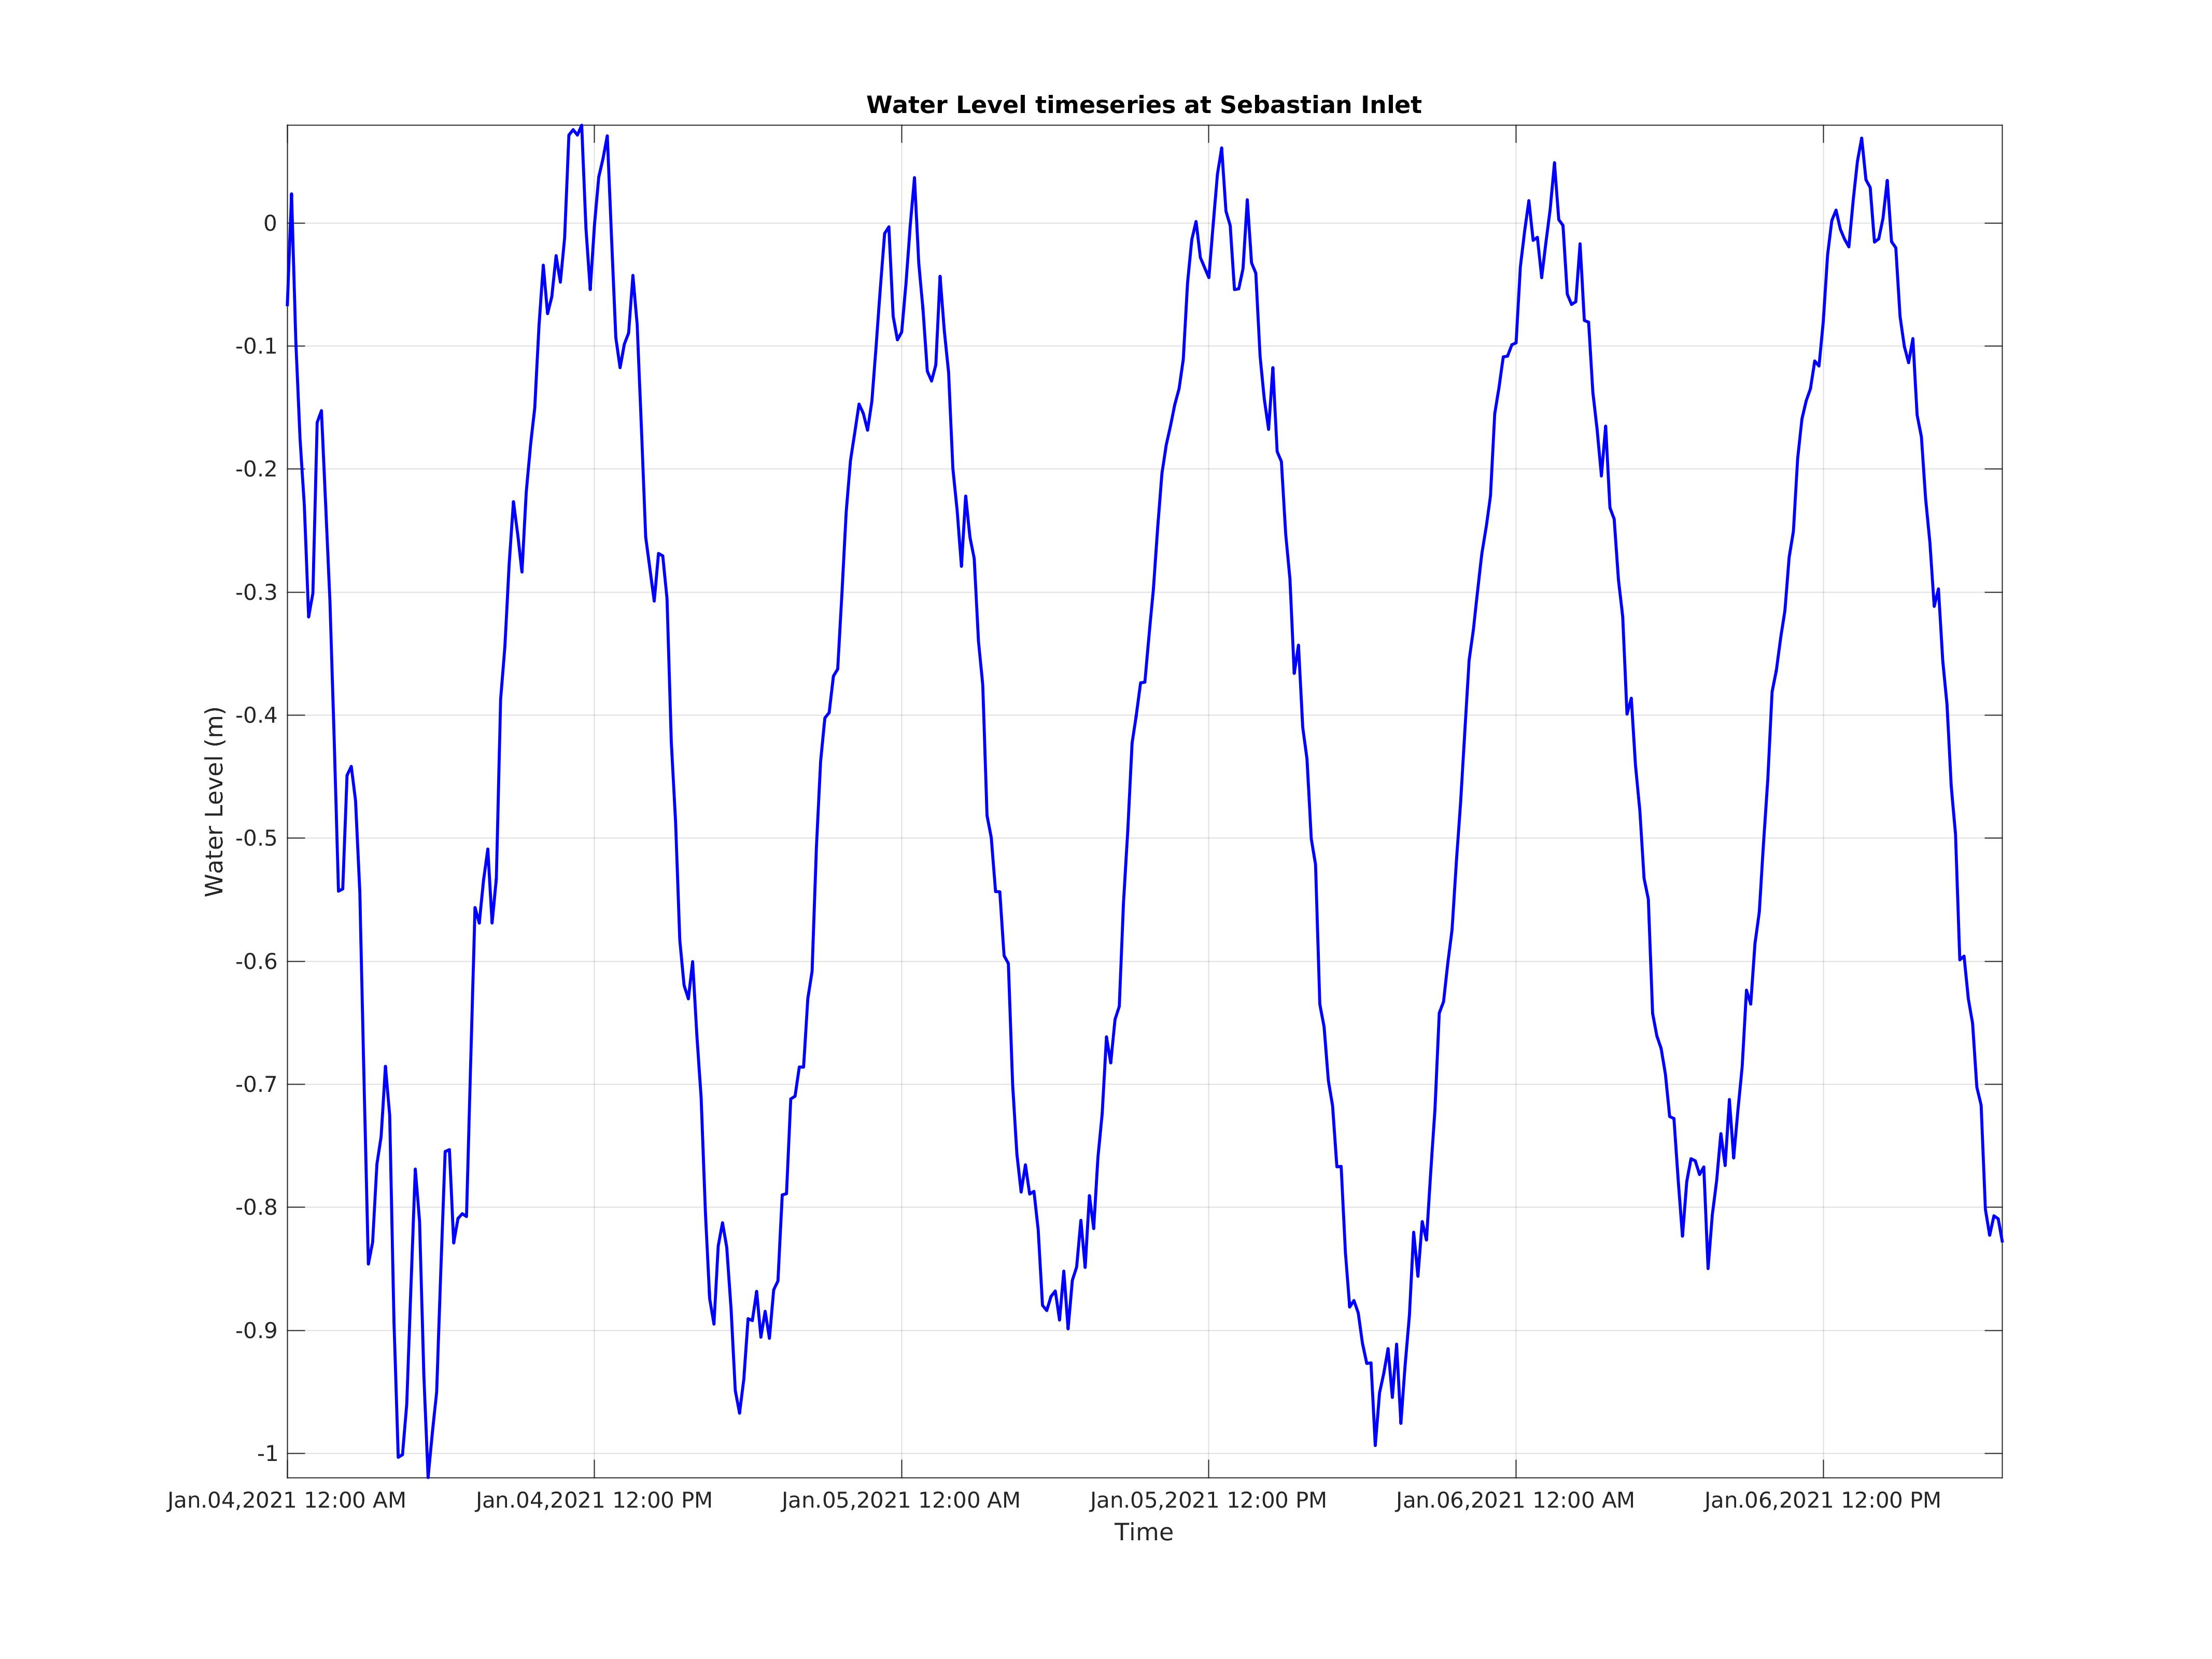 Water Level timeseries at Sebastian Inlet
0
-0.1
-0.2
-0.3
-0.4
-0.5
-0.6
-0.7
-0.8
-0.9
-1
Water Level (m)
Jan.04,2021 12:00 AM
Jan.04,2021 12:00 PM
Jan.05,2021 12:00 AM
Jan.05,2021 12:00 PM
Jan.06,2021 12:00 AM
Jan.06,2021 12:00 PM
Time